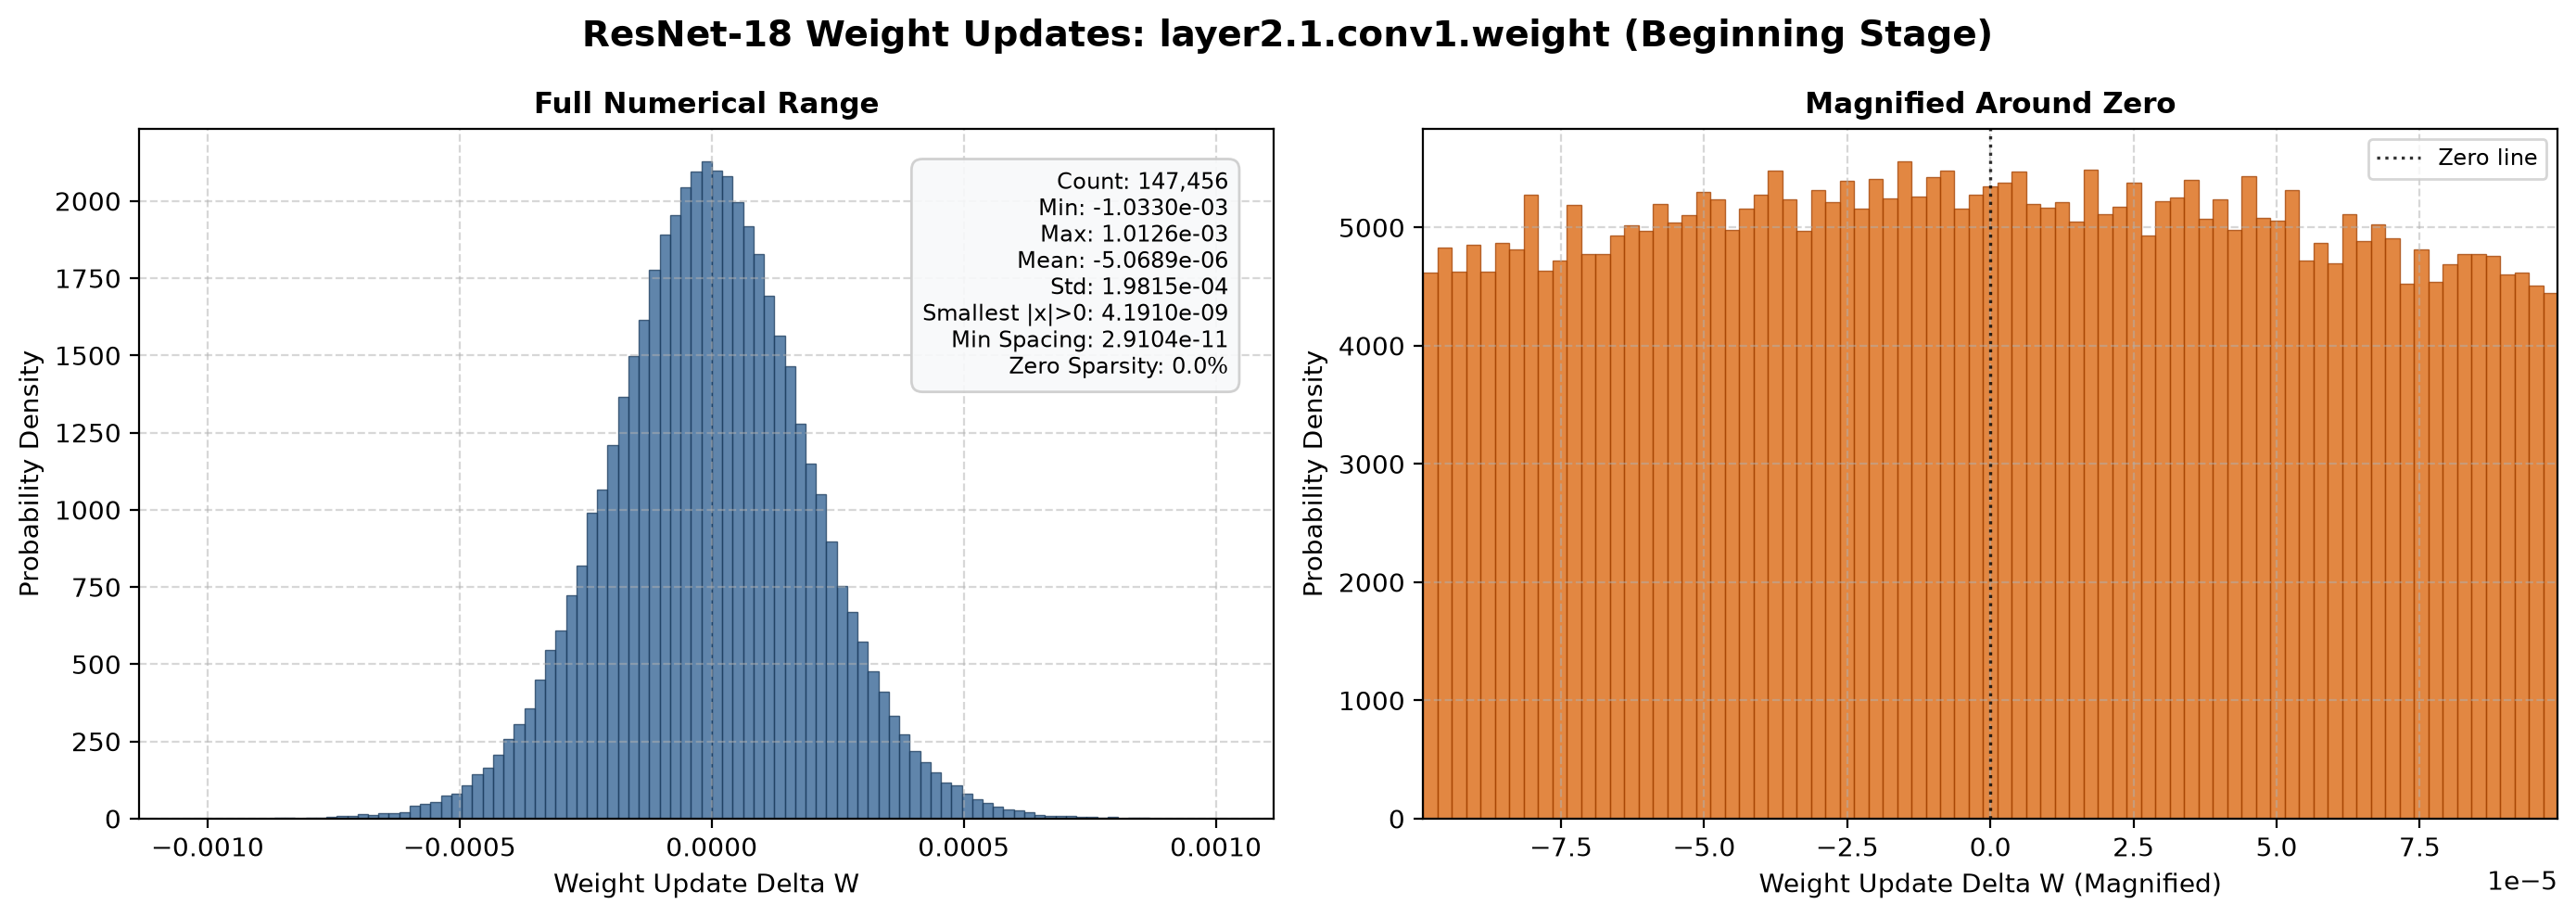 ResNet-18 Weight Updates: layer2.1.conv1.weight (Beginning Stage)
Full Numerical Range
Probability Density
2000
1750
1500
1250
1000
750
500
250
0
Count: 147,456
Min: -1.0330e-03
Max: 1.0126e-03
Mean: -5.0689e-06
Std: 1.9815e-04
Smallest |x|>0: 4.1910e-09
Min Spacing: 2.9104e-11
Zero Sparsity: 0.0%
−0.0010 −0.0005 0.0000 0.0005 0.0010
Weight Update Delta W
Magnified Around Zero
Probability Density
5000
4000
3000
2000
1000
0
Zero line
−7.5 −5.0 −2.5 0.0 2.5 5.0 7.5
1e−5
Weight Update Delta W (Magnified)